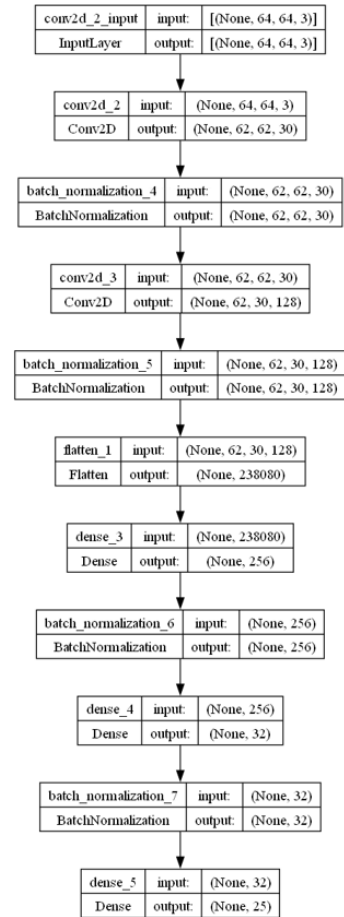 conv2d_2_input input: [(None, 64, 64, 3)]
InputLayer output: [(None, 64, 64, 3)]
conv2d_2 input: (None, 64, 64, 3)
Conv2D output: (None, 62, 62, 30)
batch_normalization_4 input: (None, 62, 62, 30)
BatchNormalization output: (None, 62, 62, 30)
conv2d_3 input: (None, 62, 62, 30)
Conv2D output: (None, 62, 30, 128)
batch_normalization_5 input: (None, 62, 30, 128)
BatchNormalization output: (None, 62, 30, 128)
flatten_1 input: (None, 62, 30, 128)
Flatten output: (None, 238080)
dense_3 input: (None, 238080)
Dense output: (None, 256)
batch_normalization_6 input: (None, 256)
BatchNormalization output: (None, 256)
dense_4 input: (None, 256)
Dense output: (None, 32)
batch_normalization_7 input: (None, 32)
BatchNormalization output: (None, 32)
dense_5 input: (None, 32)
Dense output: (None, 25)